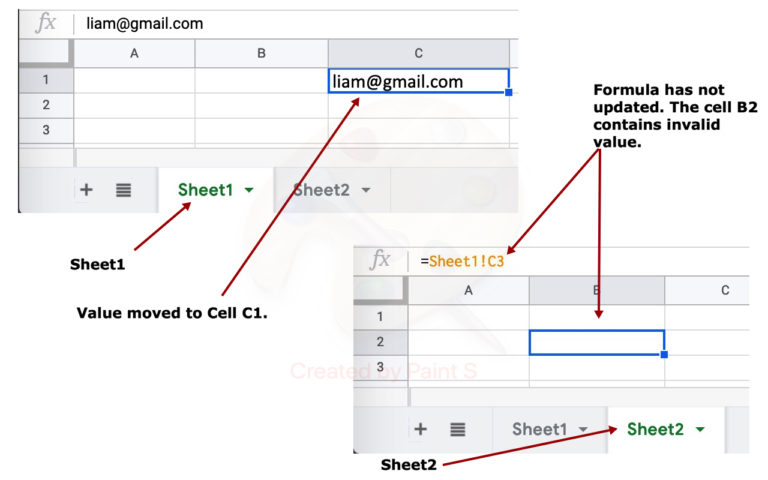 fx liam@gmail.com
A B C
1 liam@gmail.com
2
3
+ Sheet1 Sheet2
Sheet1
Value moved to Cell C1.
Formula has not
updated. The cell B2
contains invalid
value.
fx =Sheet1!C3
A B C
1
2
3
Created by Paint S
+ Sheet1 Sheet2
Sheet2